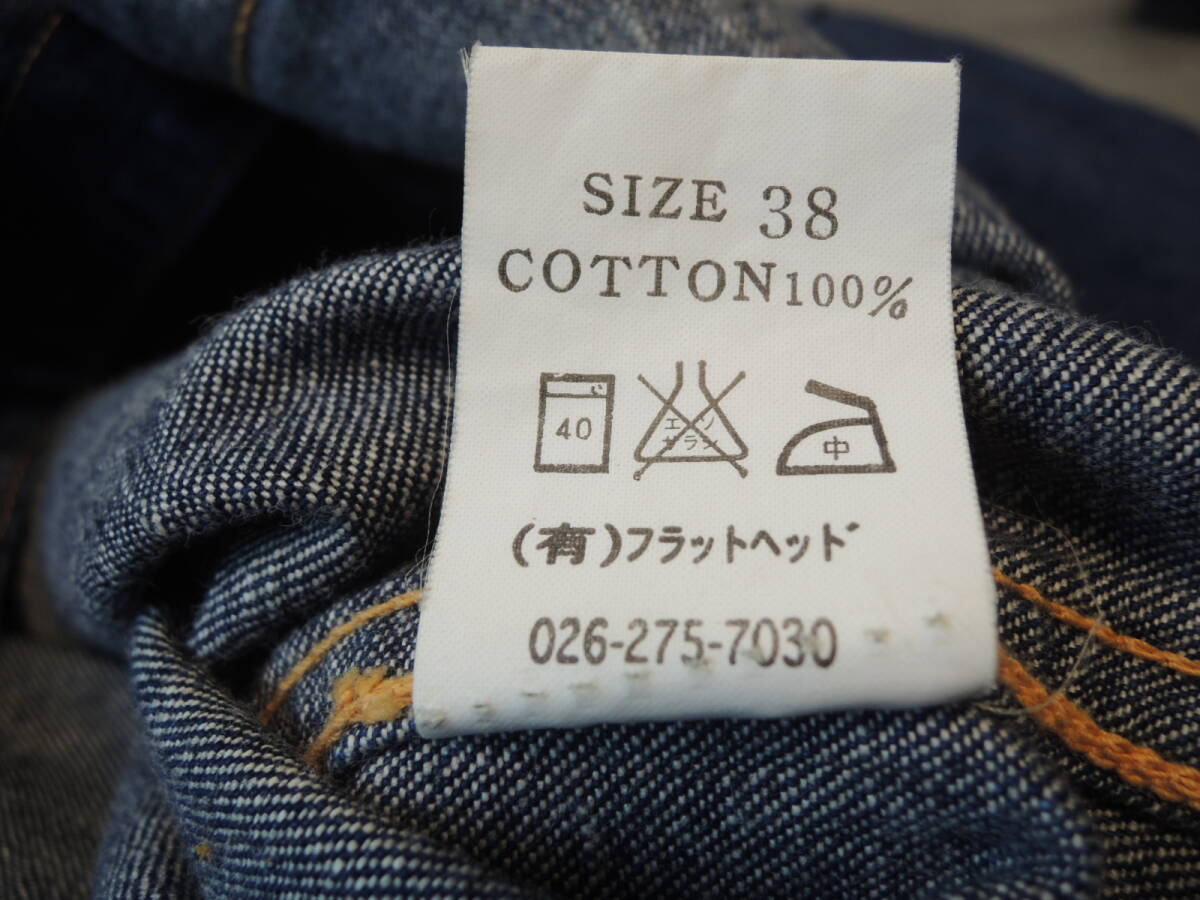 SIZE 38
COTTON100%
40
エンソ
サラシ
中
(有)フラットヘッド
026-275-7030